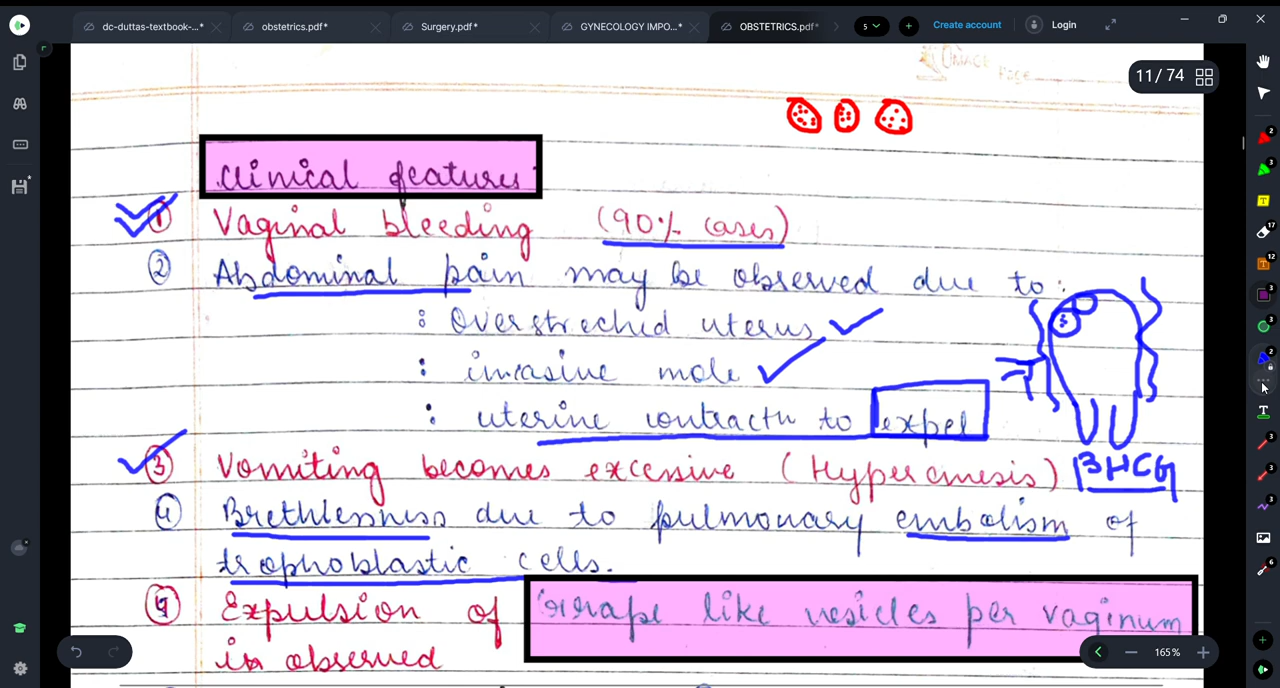 dc-duttas-textbook-...*
obstetrics.pdf*
Surgery.pdf*
GYNECOLOGY IMPO...*
OBSTETRICS.pdf*
5
Create account
Login
11 / 74
Clinical features
① Vaginal bleeding (90% cases)
② Abdominal pain may be observed due to :
: Overstreched uterus
: invasive mole
: uterine contractn to expel
③ Vomiting becomes excessive (Hyperemesis) βHCG
④ Brethlessness due to pulmonary embolism of
trophoblastic cells.
⑤ Expulsion of Grape like vesicles per vaginum
is observed
165%